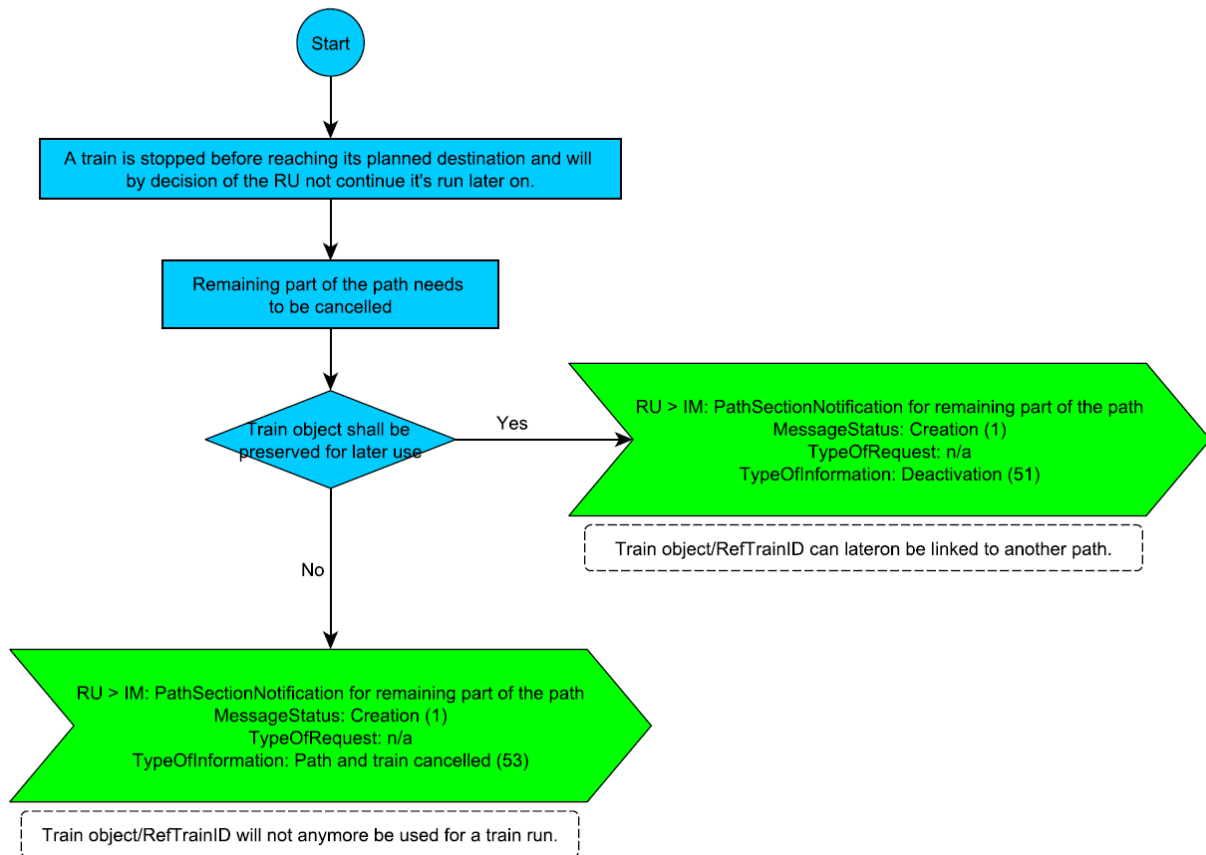 Start
A train is stopped before reaching its planned destination and will
by decision of the RU not continue it's run later on.
Remaining part of the path needs
to be cancelled
Train object shall be
preserved for later use
Yes
RU > IM: PathSectionNotification for remaining part of the path
MessageStatus: Creation (1)
TypeOfRequest: n/a
TypeOfInformation: Deactivation (51)
Train object/RefTrainID can lateron be linked to another path.
No
RU > IM: PathSectionNotification for remaining part of the path
MessageStatus: Creation (1)
TypeOfRequest: n/a
TypeOfInformation: Path and train cancelled (53)
Train object/RefTrainID will not anymore be used for a train run.